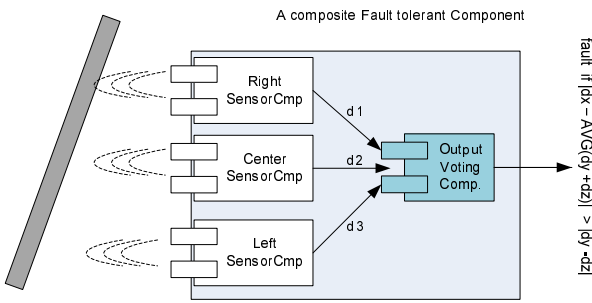 A composite Fault tolerant Component
Right
SensorCmp
d1
Center
SensorCmp
d2
Left
SensorCmp
d3
Output
Voting
Comp.
fault if |dx – AVG(dy +dz)| > |dy -dz|